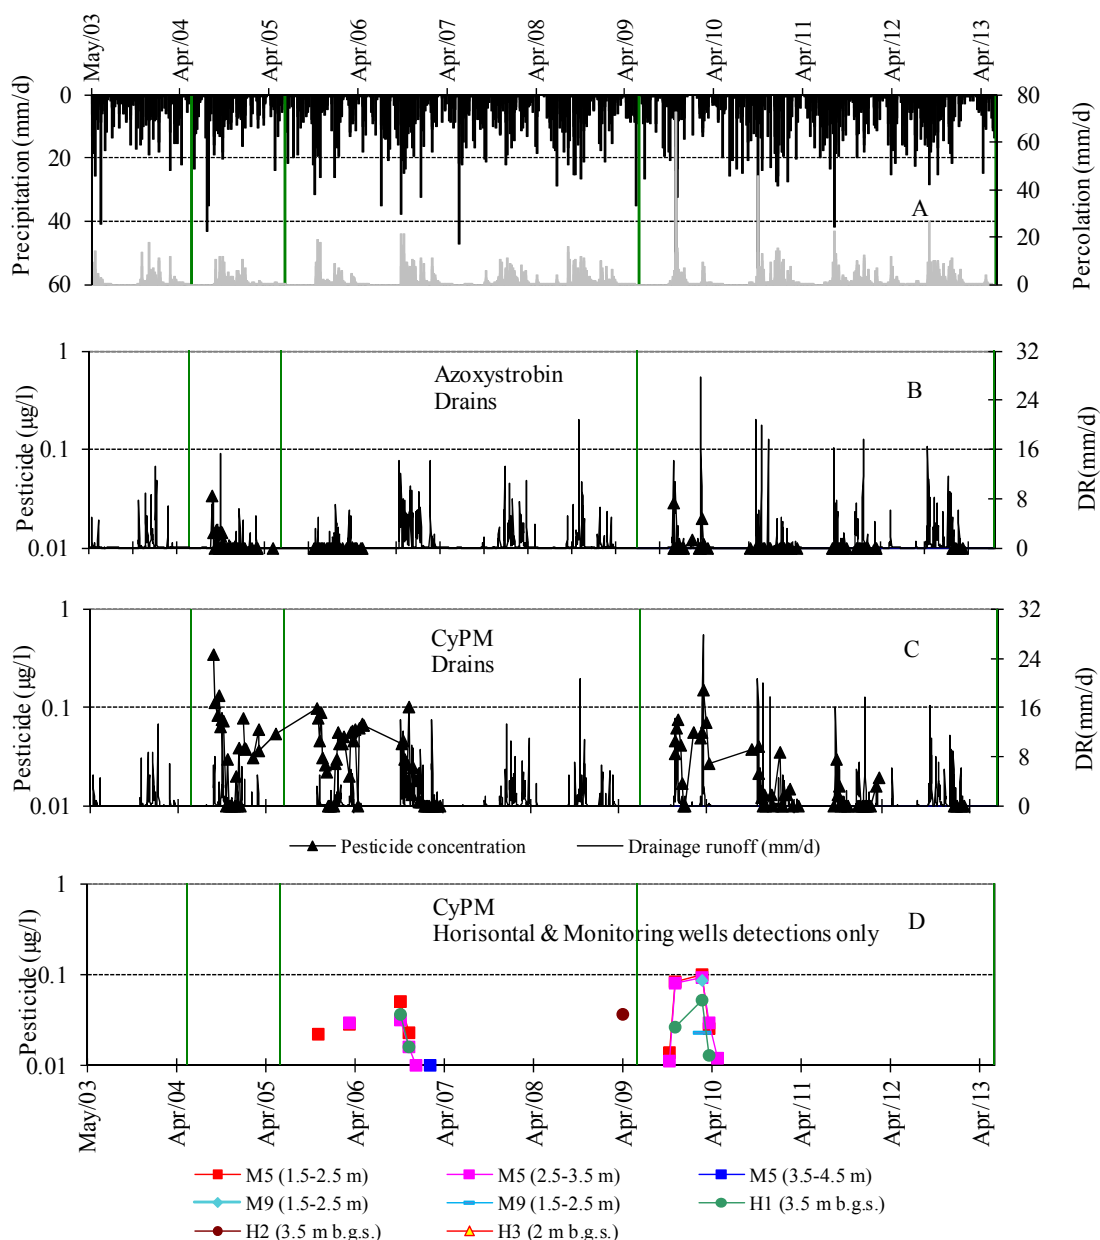 May/03 Apr/04 Apr/05 Apr/06 Apr/07 Apr/08 Apr/09 Apr/10 Apr/11 Apr/12 Apr/13
Precipitation (mm/d)
0
20
40
60
A
80
60
40
20
0
Percolation (mm/d)
Pesticide (µg/l)
1
0.1
0.01
Azoxystrobin
Drains
B
32
24
16
8
0
DR(mm/d)
Pesticide (µg/l)
1
0.1
0.01
CyPM
Drains
C
32
24
16
8
0
DR(mm/d)
Pesticide concentration Drainage runoff (mm/d)
Pesticide (µg/l)
1
0.1
0.01
CyPM
Horisontal & Monitoring wells detections only
D
May/03 Apr/04 Apr/05 Apr/06 Apr/07 Apr/08 Apr/09 Apr/10 Apr/11 Apr/12 Apr/13
M5 (1.5-2.5 m) M5 (2.5-3.5 m) M5 (3.5-4.5 m)
M9 (1.5-2.5 m) M9 (1.5-2.5 m) H1 (3.5 m b.g.s.)
H2 (3.5 m b.g.s.) H3 (2 m b.g.s.)